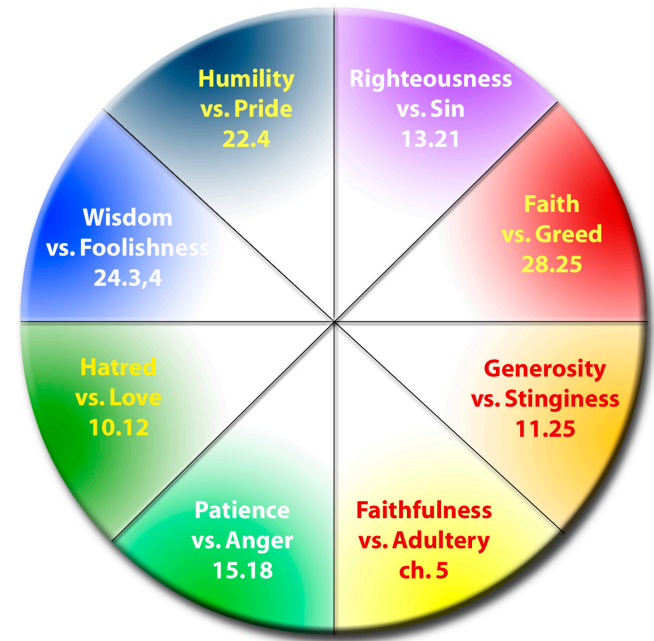 Humility
vs. Pride
22.4
Righteousness
vs. Sin
13.21
Faith
vs. Greed
28.25
Generosity
vs. Stinginess
11.25
Faithfulness
vs. Adultery
ch. 5
Patience
vs. Anger
15.18
Hatred
vs. Love
10.12
Wisdom
vs. Foolishness
24.3,4